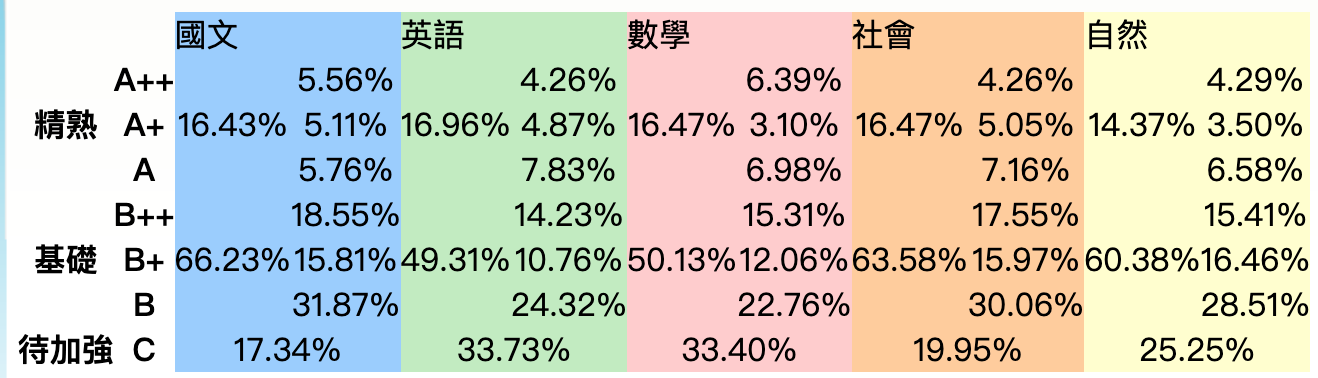 國文 英語 數學 社會 自然
A++ 5.56% 4.26% 6.39% 4.26% 4.29%
精熟 A+ 16.43% 5.11% 16.96% 4.87% 16.47% 3.10% 16.47% 5.05% 14.37% 3.50%
A 5.76% 7.83% 6.98% 7.16% 6.58%
B++ 18.55% 14.23% 15.31% 17.55% 15.41%
基礎 B+ 66.23% 15.81% 49.31% 10.76% 50.13% 12.06% 63.58% 15.97% 60.38% 16.46%
B 31.87% 24.32% 22.76% 30.06% 28.51%
待加強 C 17.34% 33.73% 33.40% 19.95% 25.25%